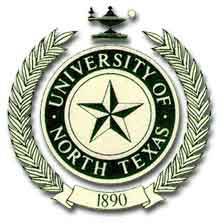 · UNIVERSITY OF ·
NORTH TEXAS
1890